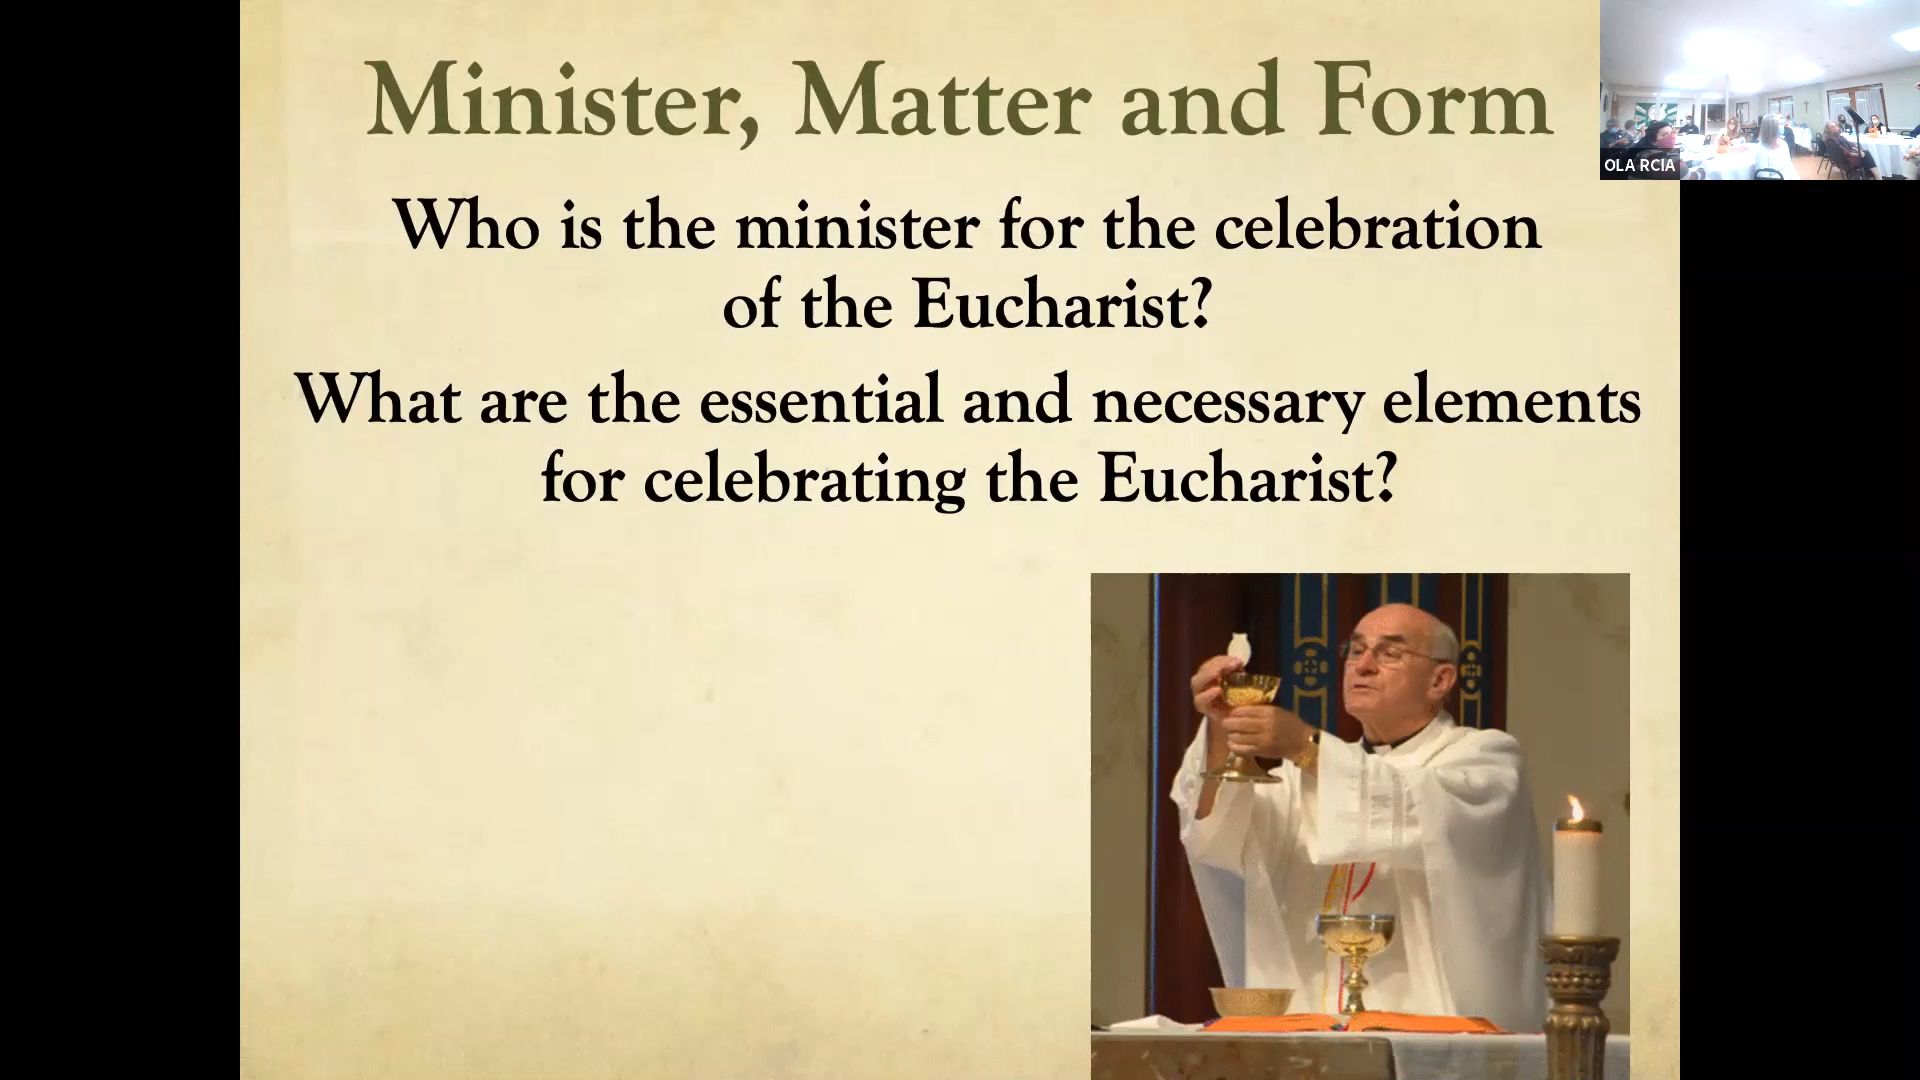 Minister, Matter and Form
Who is the minister for the celebration
of the Eucharist?
What are the essential and necessary elements
for celebrating the Eucharist?
OLA RCIA